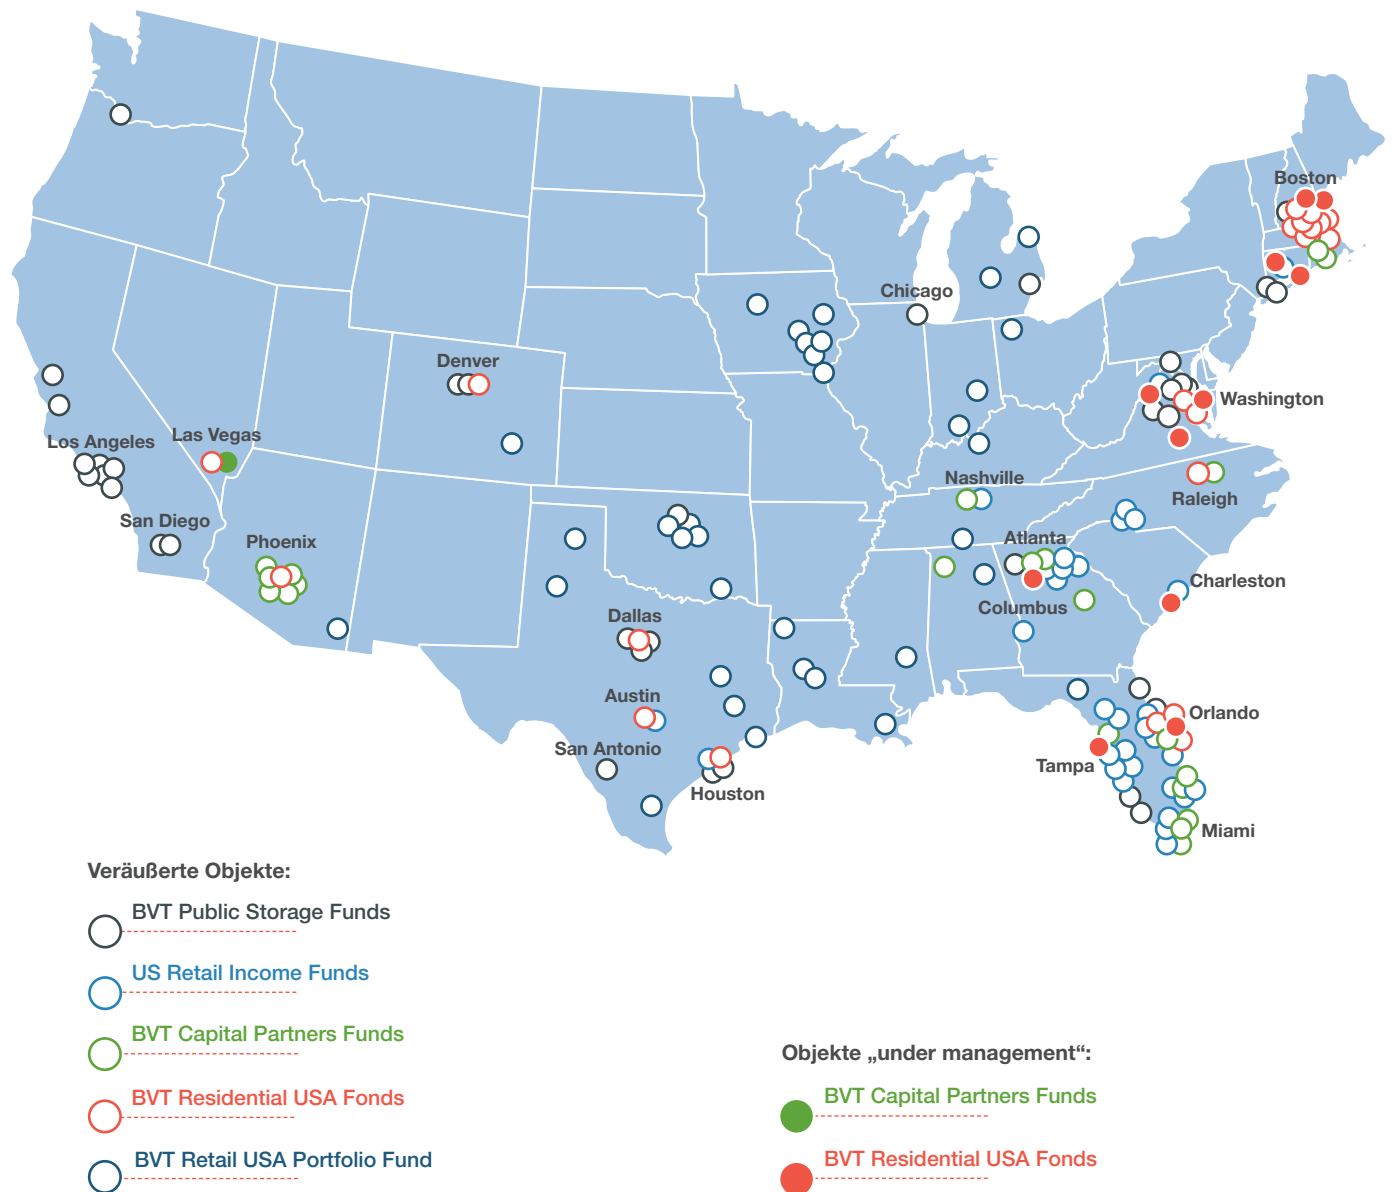 Boston
Chicago
Denver
Washington
Los Angeles
Las Vegas
Nashville
Raleigh
San Diego
Phoenix
Atlanta
Charleston
Columbus
Dallas
Austin
Orlando
San Antonio
Tampa
Houston
Miami
Veräußerte Objekte:
BVT Public Storage Funds
US Retail Income Funds
BVT Capital Partners Funds
BVT Residential USA Fonds
BVT Retail USA Portfolio Fund
Objekte „under management“:
BVT Capital Partners Funds
BVT Residential USA Fonds